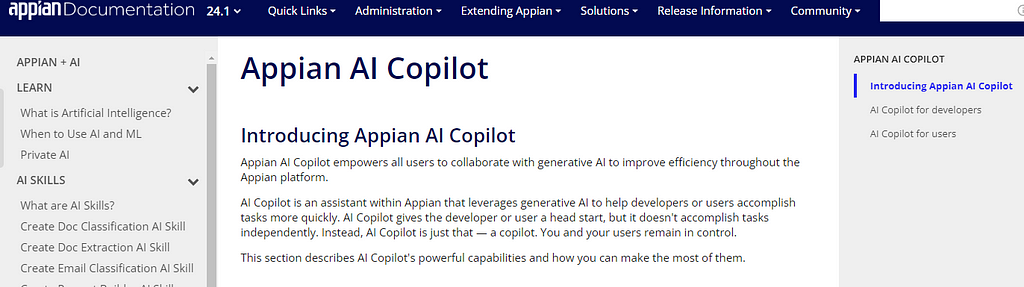 appian Documentation 24.1 Quick Links Administration Extending Appian Solutions Release Information Community
APPIAN + AI
LEARN
What is Artificial Intelligence?
When to Use AI and ML
Private AI
AI SKILLS
What are AI Skills?
Create Doc Classification AI Skill
Create Doc Extraction AI Skill
Create Email Classification AI Skill
Appian AI Copilot
Introducing Appian AI Copilot
Appian AI Copilot empowers all users to collaborate with generative AI to improve efficiency throughout the
Appian platform.
AI Copilot is an assistant within Appian that leverages generative AI to help developers or users accomplish
tasks more quickly. AI Copilot gives the developer or user a head start, but it doesn't accomplish tasks
independently. Instead, AI Copilot is just that — a copilot. You and your users remain in control.
This section describes AI Copilot's powerful capabilities and how you can make the most of them.
APPIAN AI COPILOT
Introducing Appian AI Copilot
AI Copilot for developers
AI Copilot for users